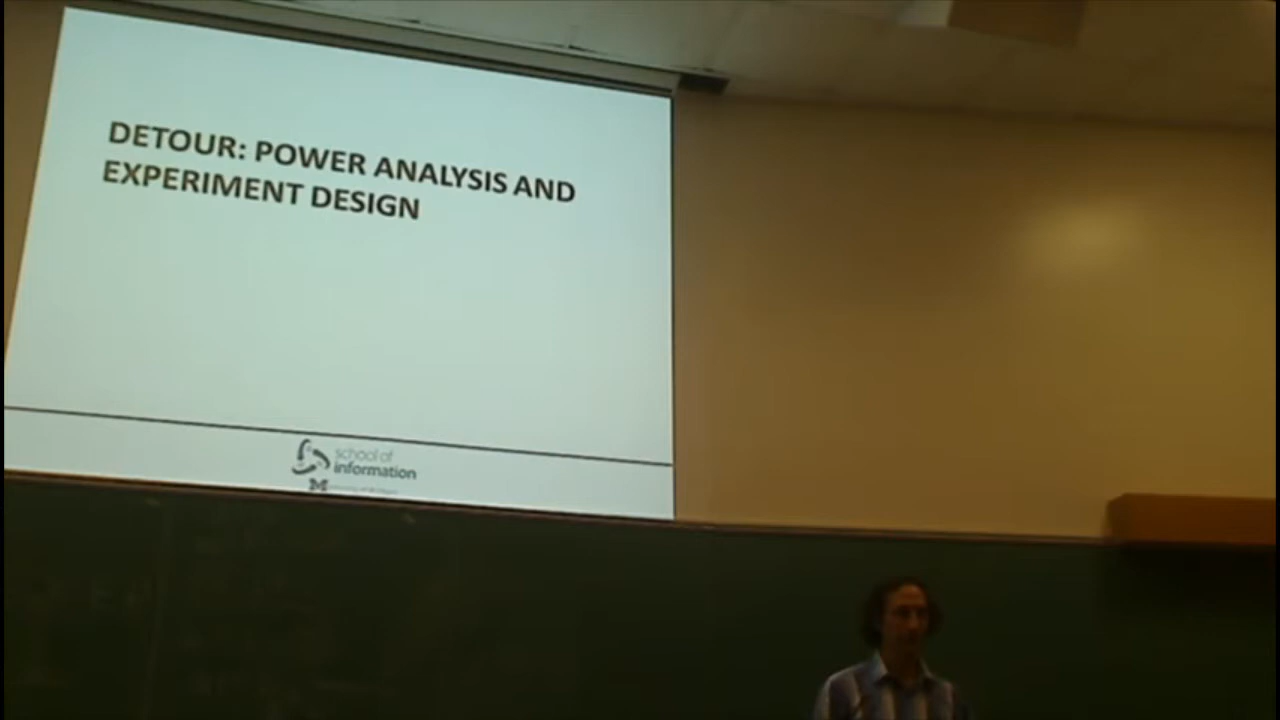 DETOUR: POWER ANALYSIS AND
EXPERIMENT DESIGN
school of
information
M